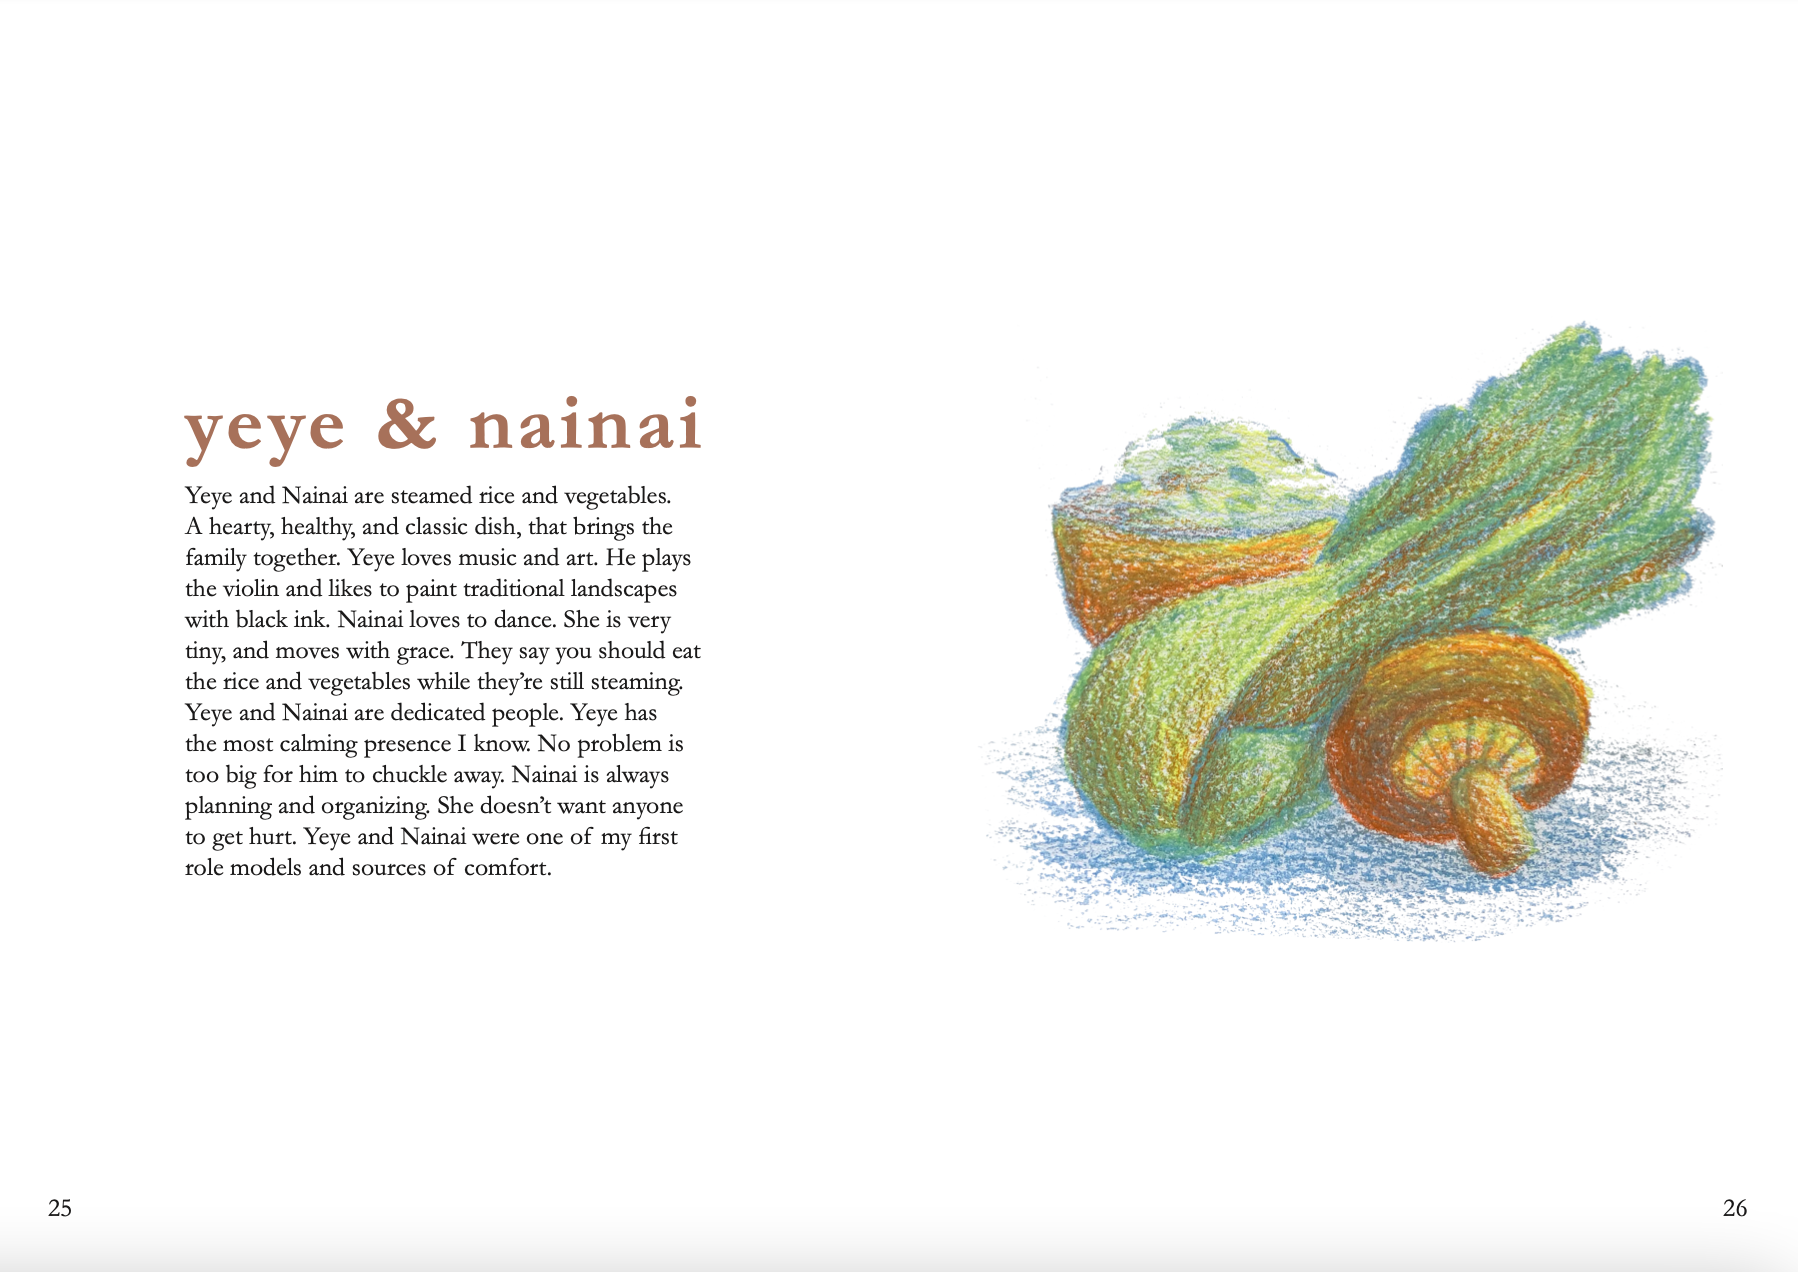 yeye & nainai
Yeye and Nainai are steamed rice and vegetables.
A hearty, healthy, and classic dish, that brings the
family together. Yeye loves music and art. He plays
the violin and likes to paint traditional landscapes
with black ink. Nainai loves to dance. She is very
tiny, and moves with grace. They say you should eat
the rice and vegetables while they’re still steaming.
Yeye and Nainai are dedicated people. Yeye has
the most calming presence I know. No problem is
too big for him to chuckle away. Nainai is always
planning and organizing. She doesn’t want anyone
to get hurt. Yeye and Nainai were one of my first
role models and sources of comfort.
25
26